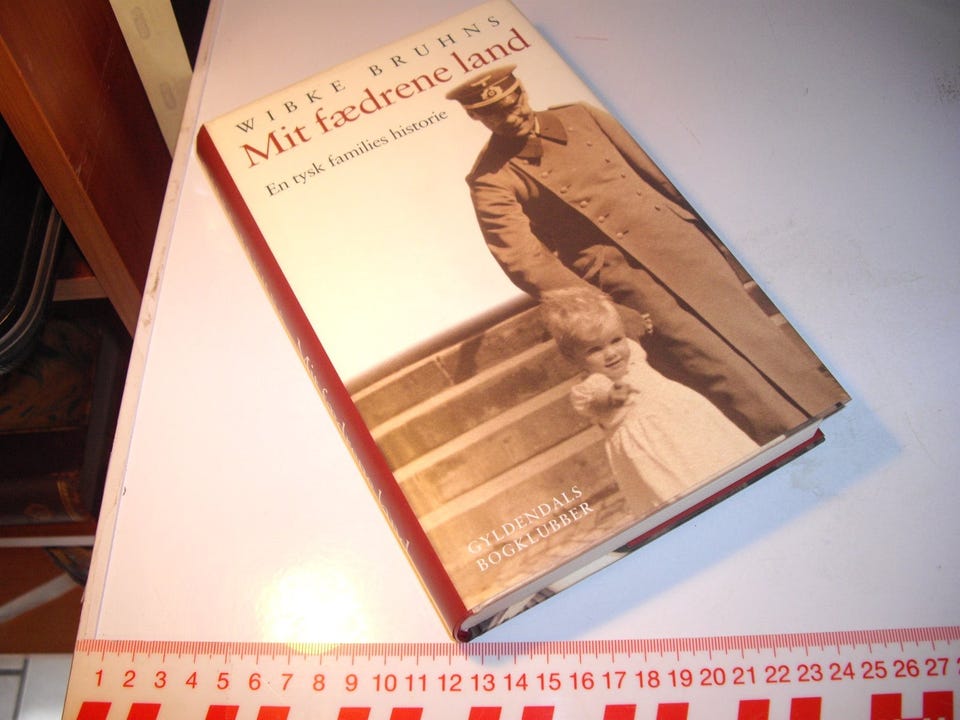 WIBKE BRUHNS
Mit fædrene land
En tysk families historie
GYLDENDALS
BOGKLUBBER
1 2 3 4 5 6 7 8 9 10 11 12 13 14 15 16 17 18 19 20 21 22 23 24 25 26 27